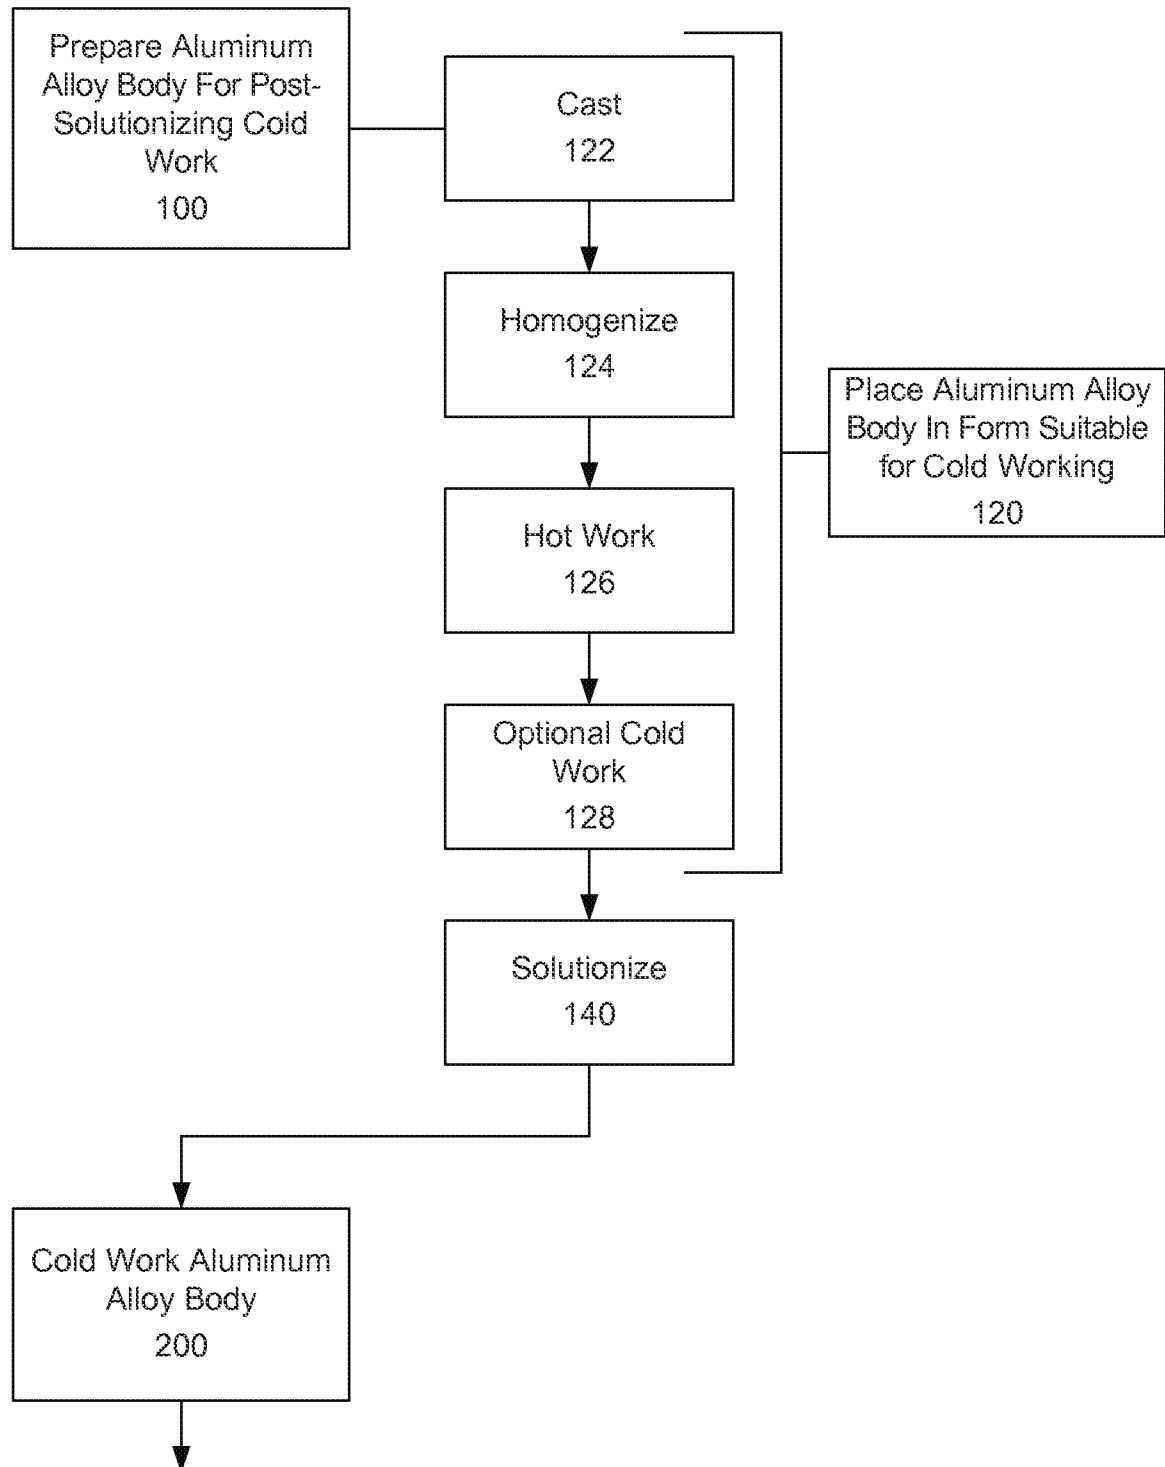 Prepare Aluminum
Alloy Body For Post-
Solutionizing Cold
Work
100
Cast
122
Homogenize
124
Place Aluminum Alloy
Body In Form Suitable
for Cold Working
120
Hot Work
126
Optional Cold
Work
128
Solutionize
140
Cold Work Aluminum
Alloy Body
200